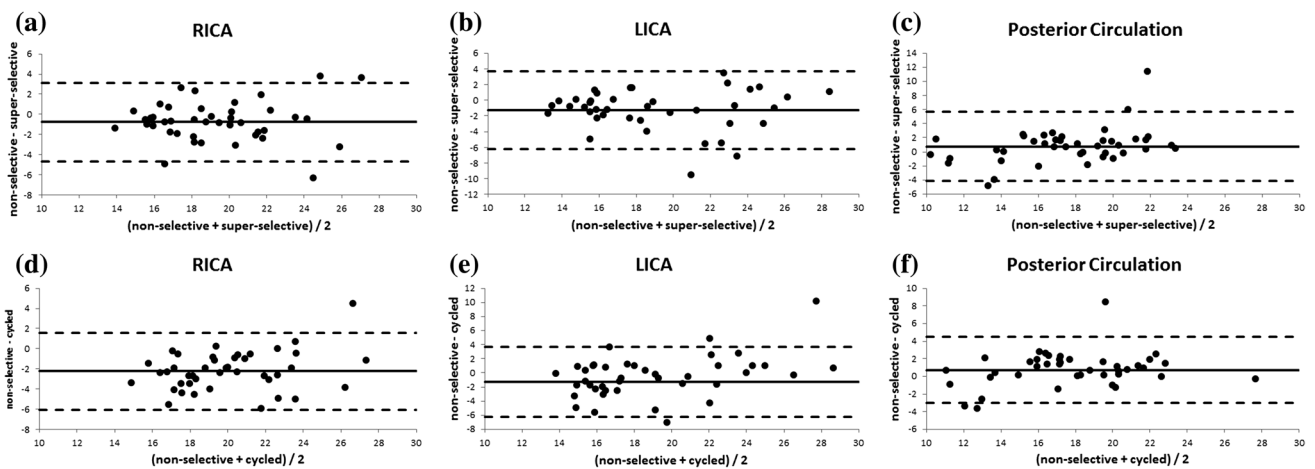 (a)
RICA
non-selective - super-selective
6
4
2
0
-2
-4
-6
-8
10 12 14 16 18 20 22 24 26 28 30
(non-selective + super-selective) / 2
(b)
LICA
non-selective - super-selective
6
4
2
0
-2
-4
-6
-8
-10
-12
10 12 14 16 18 20 22 24 26 28 30
(non-selective + super-selective) / 2
(c)
Posterior Circulation
non-selective - super-selective
14
12
10
8
6
4
2
0
-2
-4
-6
10 12 14 16 18 20 22 24 26 28 30
(non-selective + super-selective) / 2
(d)
RICA
non-selective - cycled
6
4
2
0
-2
-4
-6
-8
10 12 14 16 18 20 22 24 26 28 30
(non-selective + cycled) / 2
(e)
LICA
non-selective - cycled
12
10
8
6
4
2
0
-2
-4
-6
-8
10 12 14 16 18 20 22 24 26 28 30
(non-selective + cycled) / 2
(f)
Posterior Circulation
non-selective - cycled
10
8
6
4
2
0
-2
-4
-6
10 12 14 16 18 20 22 24 26 28 30
(non-selective + cycled) / 2